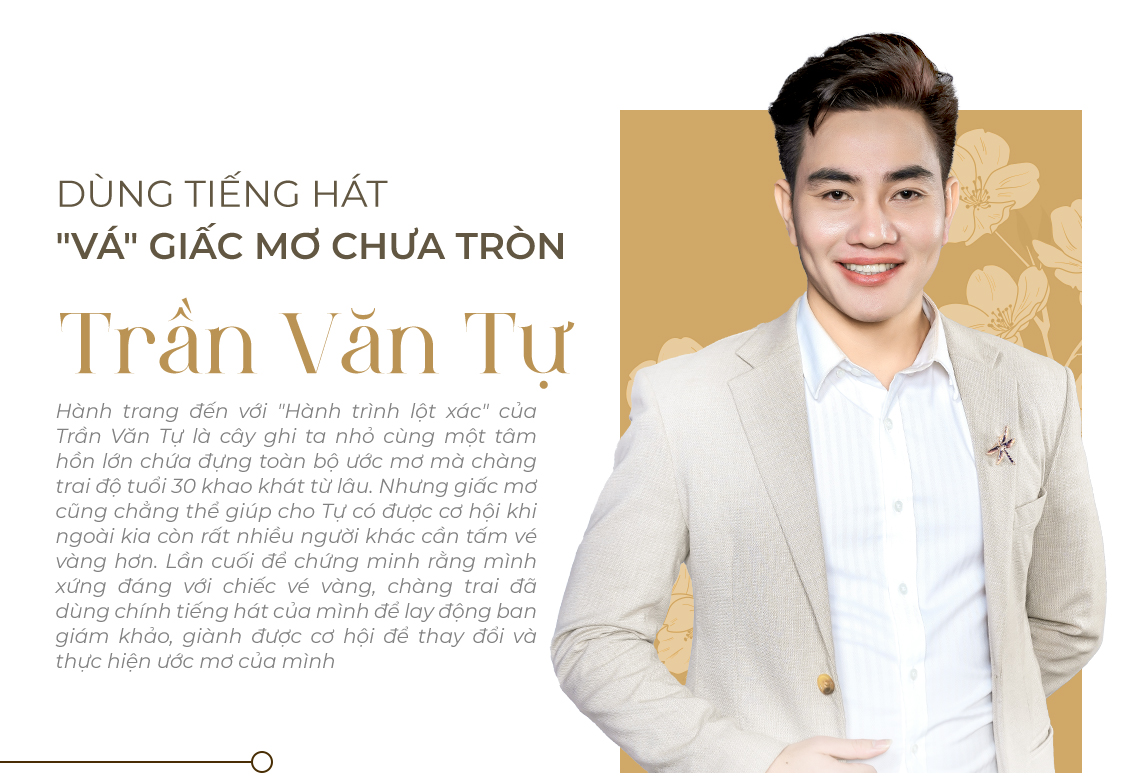 DÙNG TIẾNG HÁT
"VÁ" GIẤC MƠ CHƯA TRÒN
Trần Văn Tự
Hành trang đến với "Hành trình lột xác" của
Trần Văn Tự là cây ghi ta nhỏ cùng một tâm
hồn lớn chứa đựng toàn bộ ước mơ mà chàng
trai độ tuổi 30 khao khát từ lâu. Nhưng giấc mơ
cũng chẳng thể giúp cho Tự có được cơ hội khi
ngoài kia còn rất nhiều người khác cần tấm vé
vàng hơn. Lần cuối để chứng minh rằng mình
xứng đáng với chiếc vé vàng, chàng trai đã
dùng chính tiếng hát của mình để lay động ban
giám khảo, giành được cơ hội để thay đổi và
thực hiện ước mơ của mình